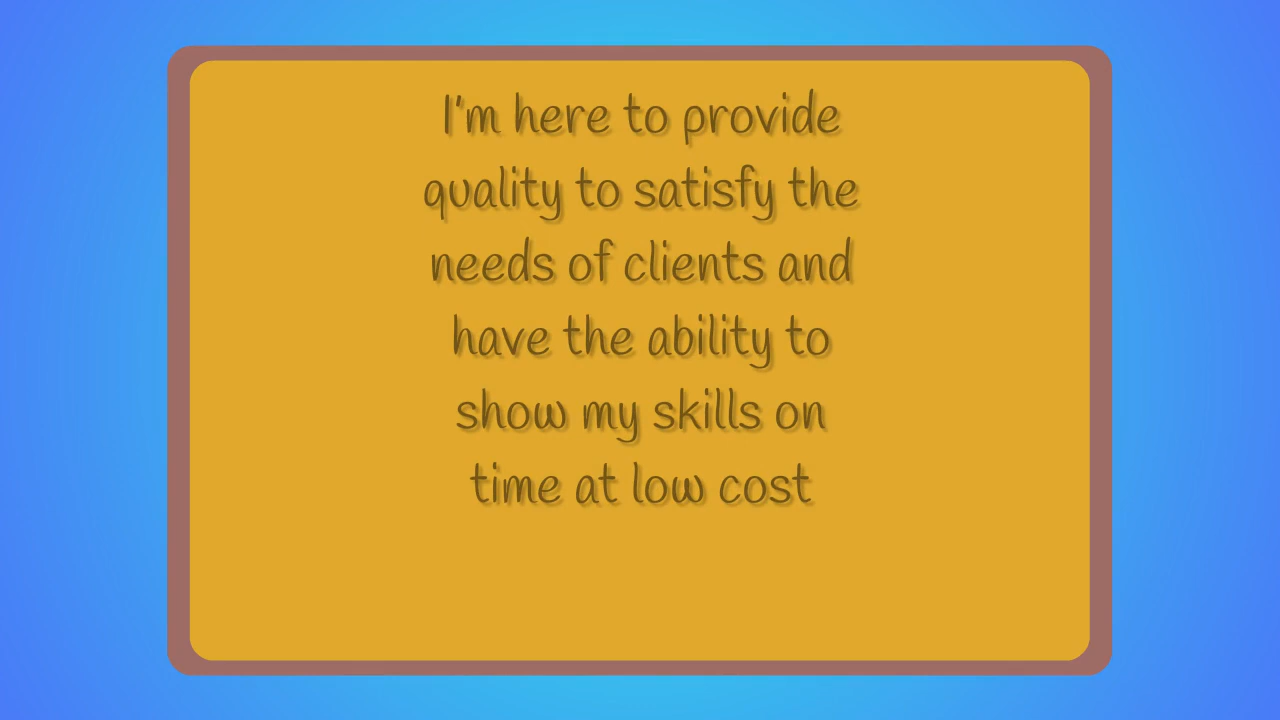 I'm here to provide
quality to satisfy the
needs of clients and
have the ability to
show my skills on
time at low cost